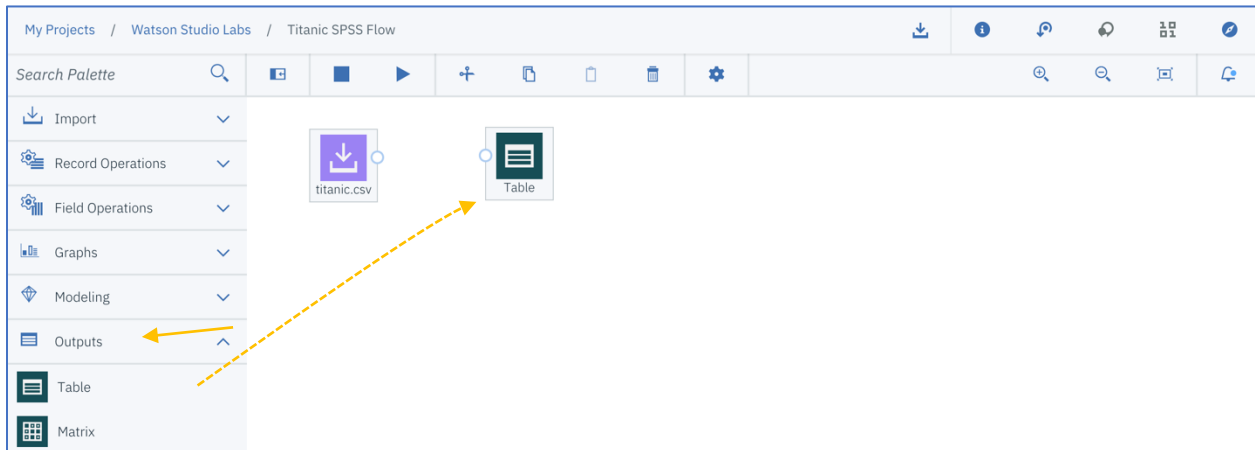 My Projects / Watson Studio Labs / Titanic SPSS Flow
Search Palette
Import
Record Operations
Field Operations
Graphs
Modeling
Outputs
Table
Matrix
titanic.csv
Table